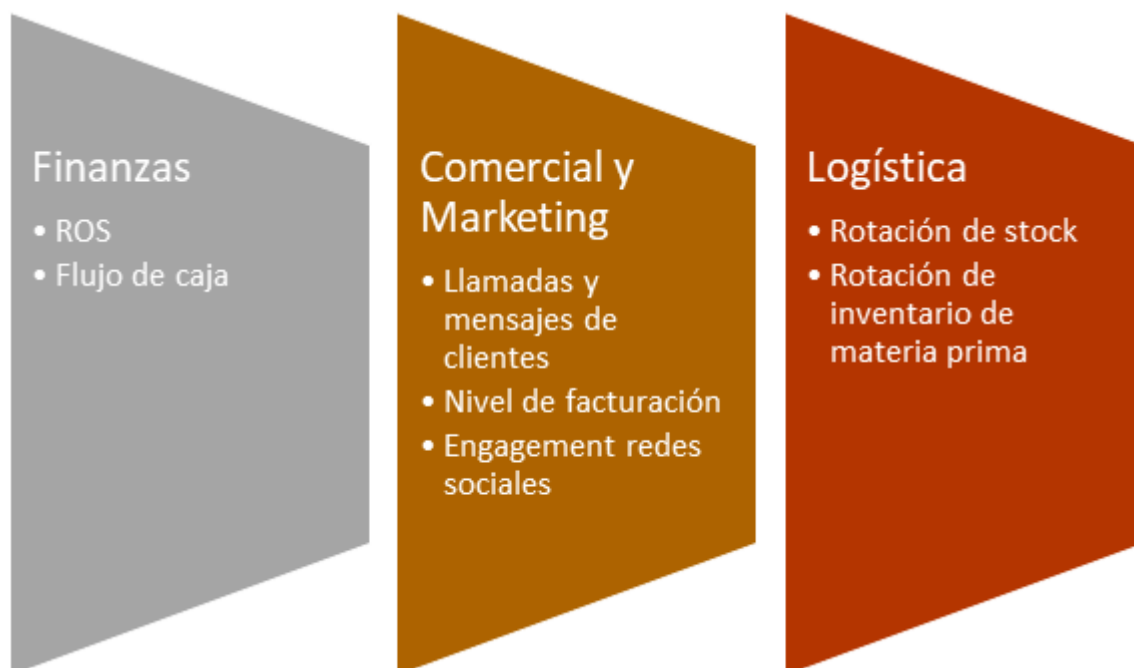 Finanzas
• ROS
• Flujo de caja
Comercial y
Marketing
• Llamadas y
mensajes de
clientes
• Nivel de facturación
• Engagement redes
sociales
Logística
• Rotación de stock
• Rotación de
inventario de
materia prima